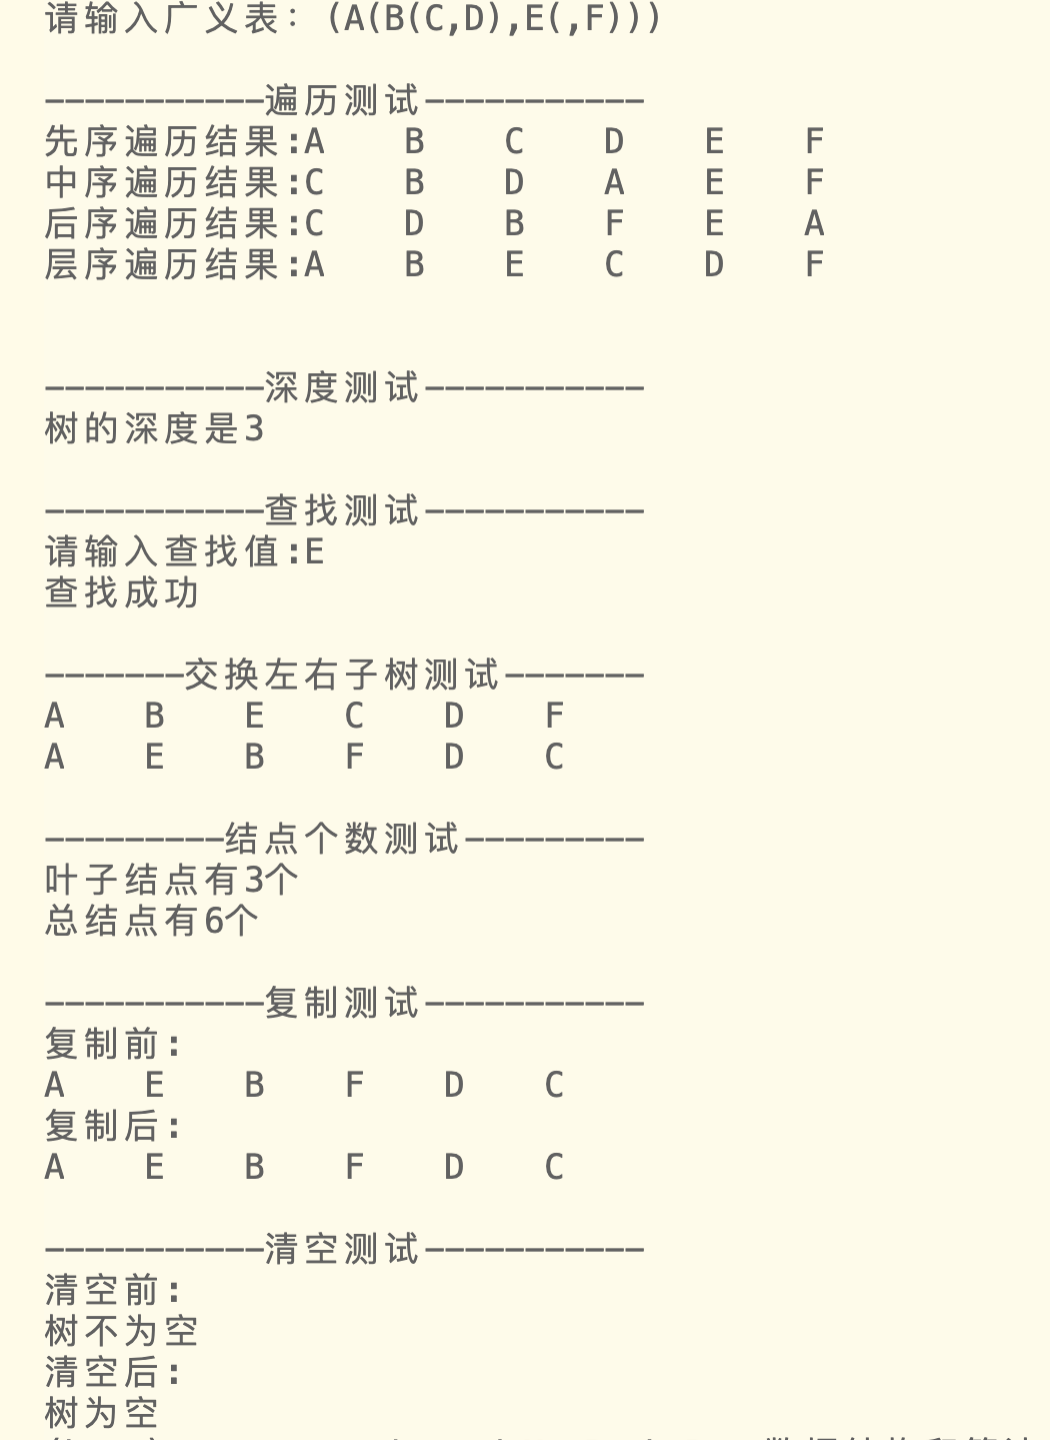 请输入广义表: (A(B(C,D),E(,F)))
-----------遍历测试-----------
先序遍历结果:A    B    C    D    E    F
中序遍历结果:C    B    D    A    E    F
后序遍历结果:C    D    B    F    E    A
层序遍历结果:A    B    E    C    D    F
-----------深度测试-----------
树的深度是3
-----------查找测试-----------
请输入查找值:E
查找成功
-------交换左右子树测试-------
A    B    E    C    D    F
A    E    B    F    D    C
---------结点个数测试---------
叶子结点有3个
总结点有6个
-----------复制测试-----------
复制前:
A    E    B    F    D    C
复制后:
A    E    B    F    D    C
-----------清空测试-----------
清空前:
树不为空
清空后:
树为空